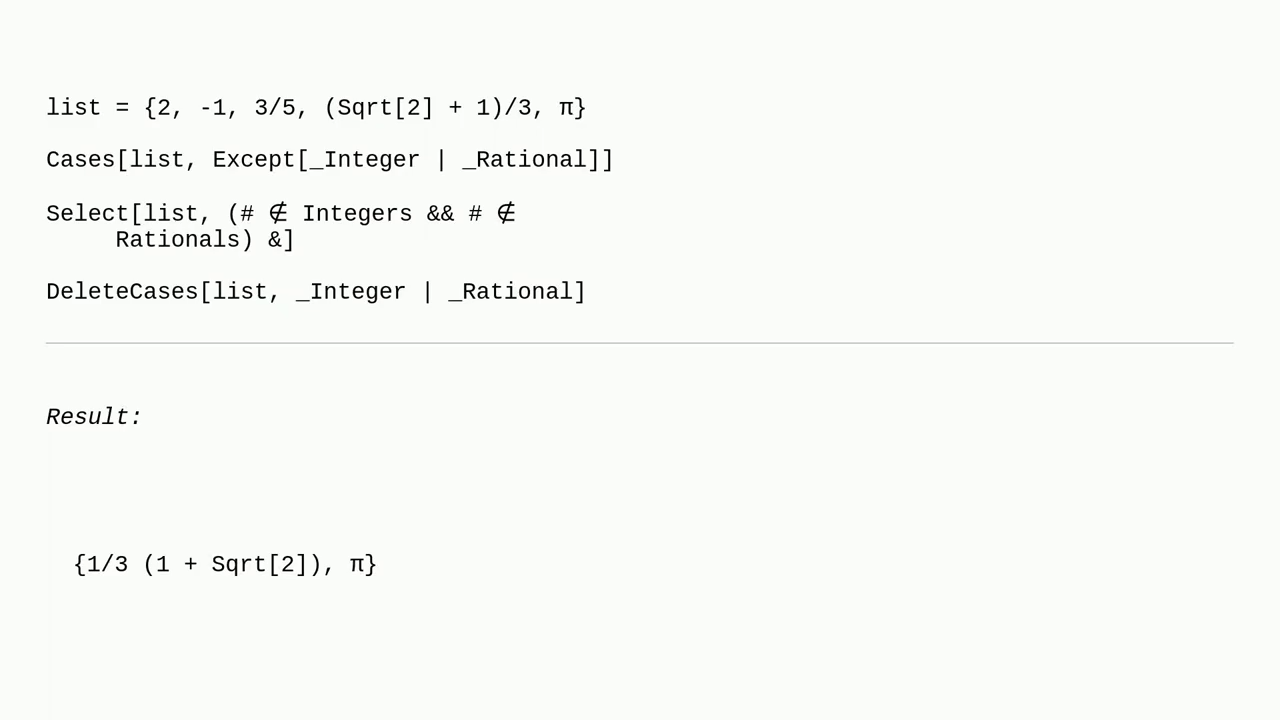 list = {2, -1, 3/5, (Sqrt[2] + 1)/3, π}
Cases[list, Except[_Integer | _Rational]]
Select[list, (# ∉ Integers && # ∉
Rationals) &]
DeleteCases[list, _Integer | _Rational]
Result:
{1/3 (1 + Sqrt[2]), π}